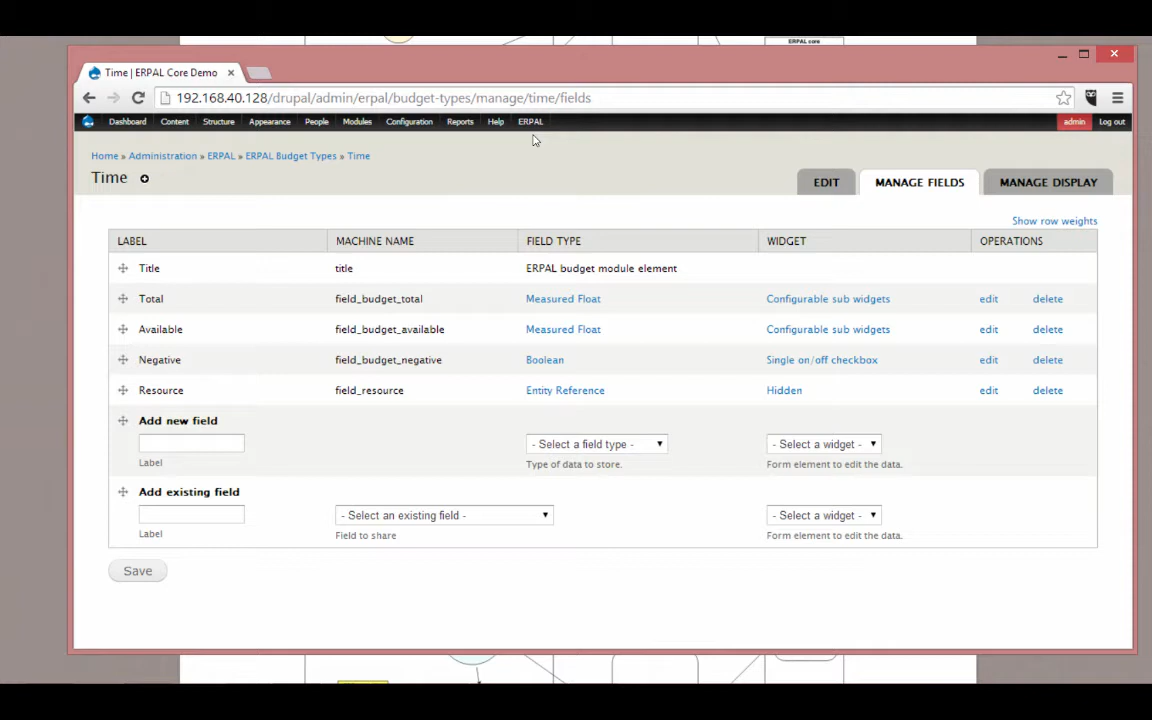 ERPAL core
Time | ERPAL Core Demo
192.168.40.128/drupal/admin/erpal/budget-types/manage/time/fields
Dashboard Content Structure Appearance People Modules Configuration Reports Help ERPAL admin Log out
Home » Administration » ERPAL » ERPAL Budget Types » Time
Time
EDIT MANAGE FIELDS MANAGE DISPLAY
Show row weights
LABEL MACHINE NAME FIELD TYPE WIDGET OPERATIONS
Title title ERPAL budget module element
Total field_budget_total Measured Float Configurable sub widgets edit delete
Available field_budget_available Measured Float Configurable sub widgets edit delete
Negative field_budget_negative Boolean Single on/off checkbox edit delete
Resource field_resource Entity Reference Hidden edit delete
Add new field
- Select a field type - - Select a widget -
Label Type of data to store. Form element to edit the data.
Add existing field
- Select an existing field - - Select a widget -
Label Field to share Form element to edit the data.
Save